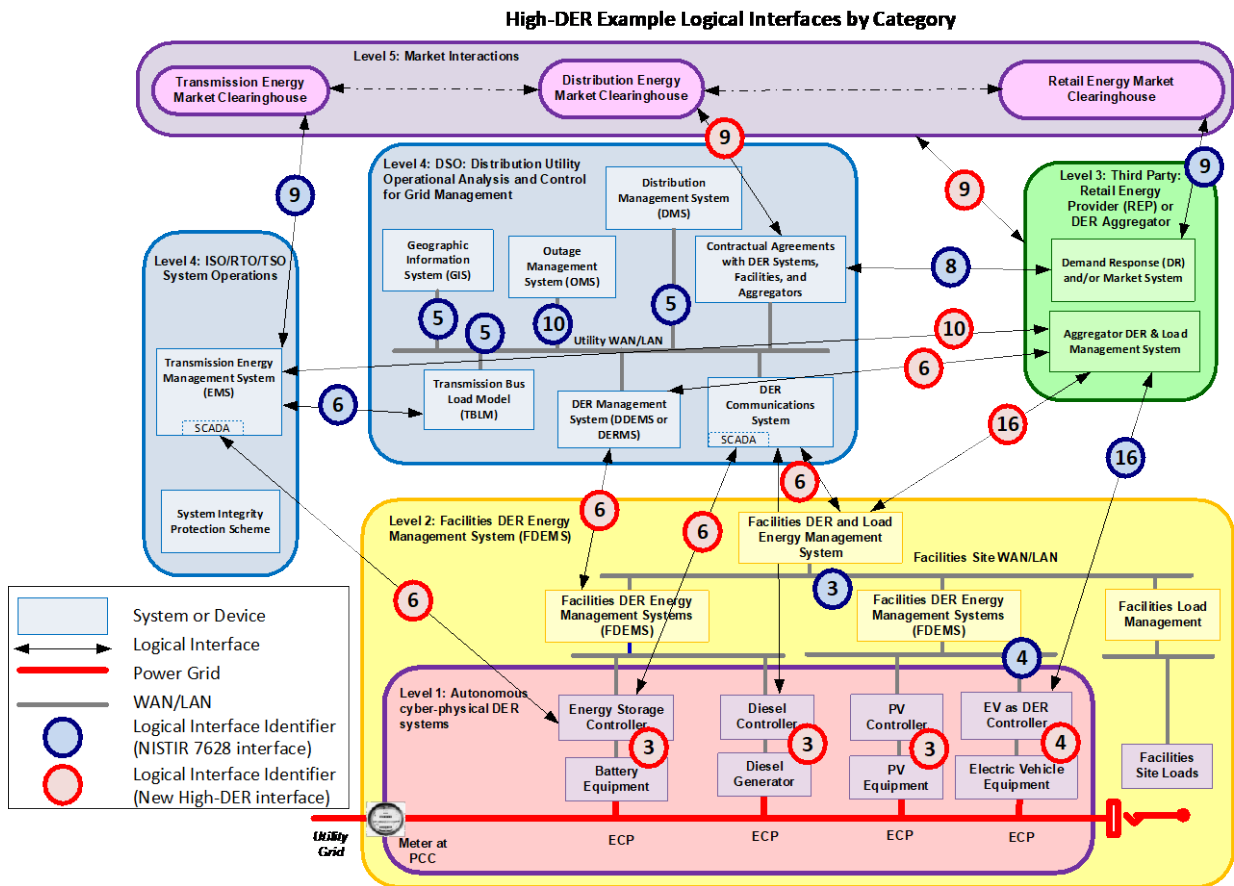 High-DER Example Logical Interfaces by Category
Level 5: Market Interactions
Transmission Energy
Market Clearinghouse
Distribution Energy
Market Clearinghouse
Retail Energy Market
Clearinghouse
9
9
9
9
Level 4: DSO: Distribution Utility
Operational Analysis and Control
for Grid Management
Distribution
Management System
(DMS)
Geographic
Information
System (GIS)
Outage
Management
System (OMS)
Contractual Agreements
with DER Systems,
Facilities, and
Aggregators
5
5
10
5
Utility WAN/LAN
Transmission Bus
Load Model
(TBLM)
DER Management
System (DDEMS or
DERMS)
DER
Communications
System
SCADA
Level 3: Third Party:
Retail Energy
Provider (REP) or
DER Aggregator
Demand Response (DR)
and/or Market System
Aggregator DER & Load
Management System
8
10
6
16
16
Level 4: ISO/RTO/TSO
System Operations
Transmission Energy
Management System
(EMS)
SCADA
System Integrity
Protection Scheme
6
6
6
6
6
Level 2: Facilities DER Energy
Management System (FDEMS)
Facilities DER and Load
Energy Management
System
Facilities Site WAN/LAN
3
Facilities DER Energy
Management Systems
(FDEMS)
Facilities DER Energy
Management Systems
(FDEMS)
Facilities Load
Management
4
Level 1: Autonomous
cyber-physical DER
systems
Energy Storage
Controller
Diesel
Controller
PV
Controller
EV as DER
Controller
3
3
3
4
Battery
Equipment
Diesel
Generator
PV
Equipment
Electric Vehicle
Equipment
Facilities
Site Loads
Utility
Grid
Meter at
PCC
ECP
ECP
ECP
ECP
System or Device
Logical Interface
Power Grid
WAN/LAN
Logical Interface Identifier
(NISTIR 7628 interface)
Logical Interface Identifier
(New High-DER interface)